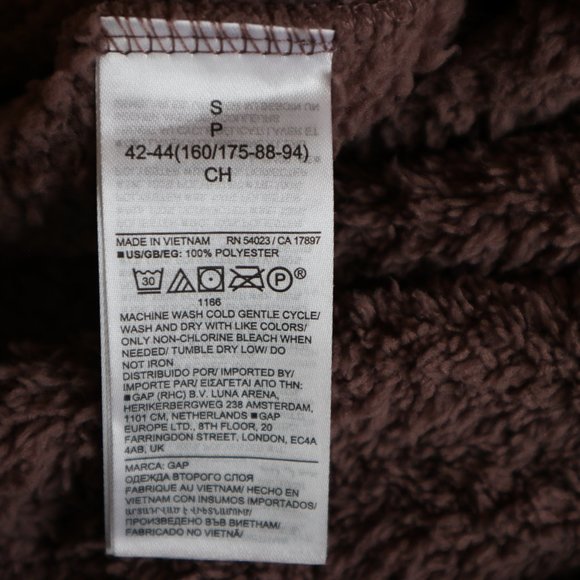 S
P
42-44(160/175-88-94)
CH
MADE IN VIETNAM RN 54023 / CA 17897
■ US/GB/EG: 100% POLYESTER
30 P ®
1166
MACHINE WASH COLD GENTLE CYCLE/
WASH AND DRY WITH LIKE COLORS/
ONLY NON-CHLORINE BLEACH WHEN
NEEDED/ TUMBLE DRY LOW/ DO
NOT IRON
DISTRIBUIDO POR/ IMPORTED BY/
IMPORTE PAR/ ΕΙΣΑΓΕΤΑΙ ΑΠΟ ΤΗΝ:
■ GAP (RHC) B.V. LUNA ARENA,
HERIKERBERGWEG 238 AMSTERDAM,
1101 CM, NETHERLANDS ■ GAP
EUROPE LTD., 8TH FLOOR, 20
FARRINGDON STREET, LONDON, EC4A
4AB, UK
MARCA: GAP
ОДЕЖДА ВТОРОГО СЛОЯ
FABRIQUE AU VIETNAM/ HECHO EN
VIETNAM CON INSUMOS IMPORTADOS/
ПРОИЗВЕДЕНО ВЪВ ВИЕТНАМ/
FABRICADO NO VIETNÃ/